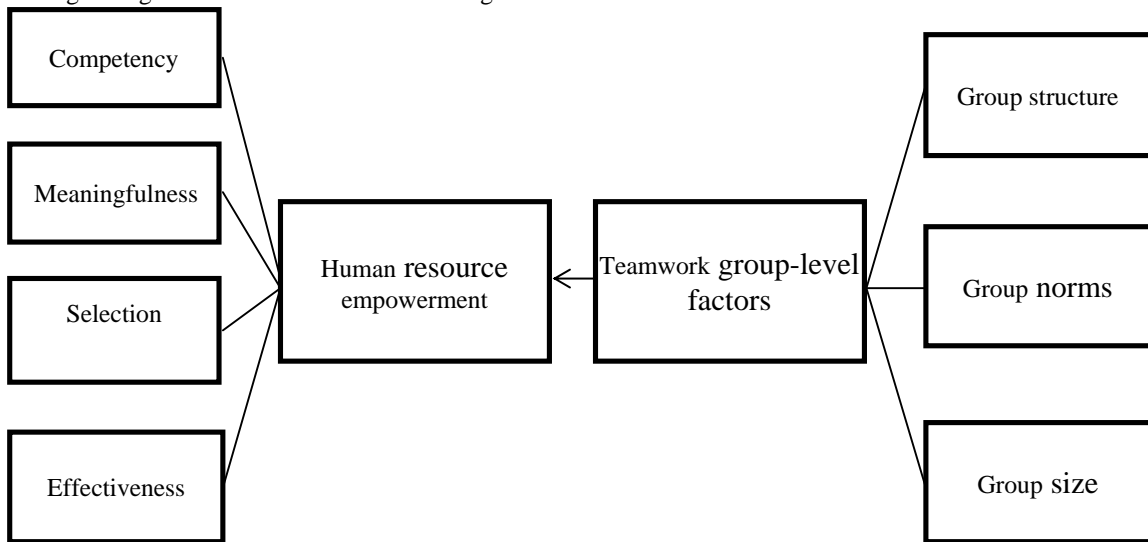 Competency
Meaningfulness
Selection
Effectiveness
Human resource
empowerment
Teamwork group-level
factors
Group structure
Group norms
Group size